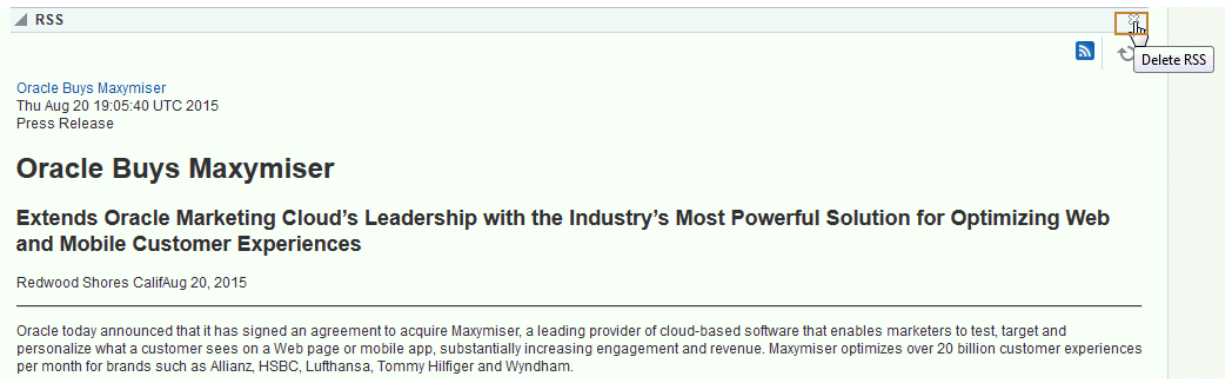 RSS
Delete RSS
Oracle Buys Maxymiser
Thu Aug 20 19:05:40 UTC 2015
Press Release
Oracle Buys Maxymiser
Extends Oracle Marketing Cloud’s Leadership with the Industry’s Most Powerful Solution for Optimizing Web
and Mobile Customer Experiences
Redwood Shores CalifAug 20, 2015
Oracle today announced that it has signed an agreement to acquire Maxymiser, a leading provider of cloud-based software that enables marketers to test, target and
personalize what a customer sees on a Web page or mobile app, substantially increasing engagement and revenue. Maxymiser optimizes over 20 billion customer experiences
per month for brands such as Allianz, HSBC, Lufthansa, Tommy Hilfiger and Wyndham.